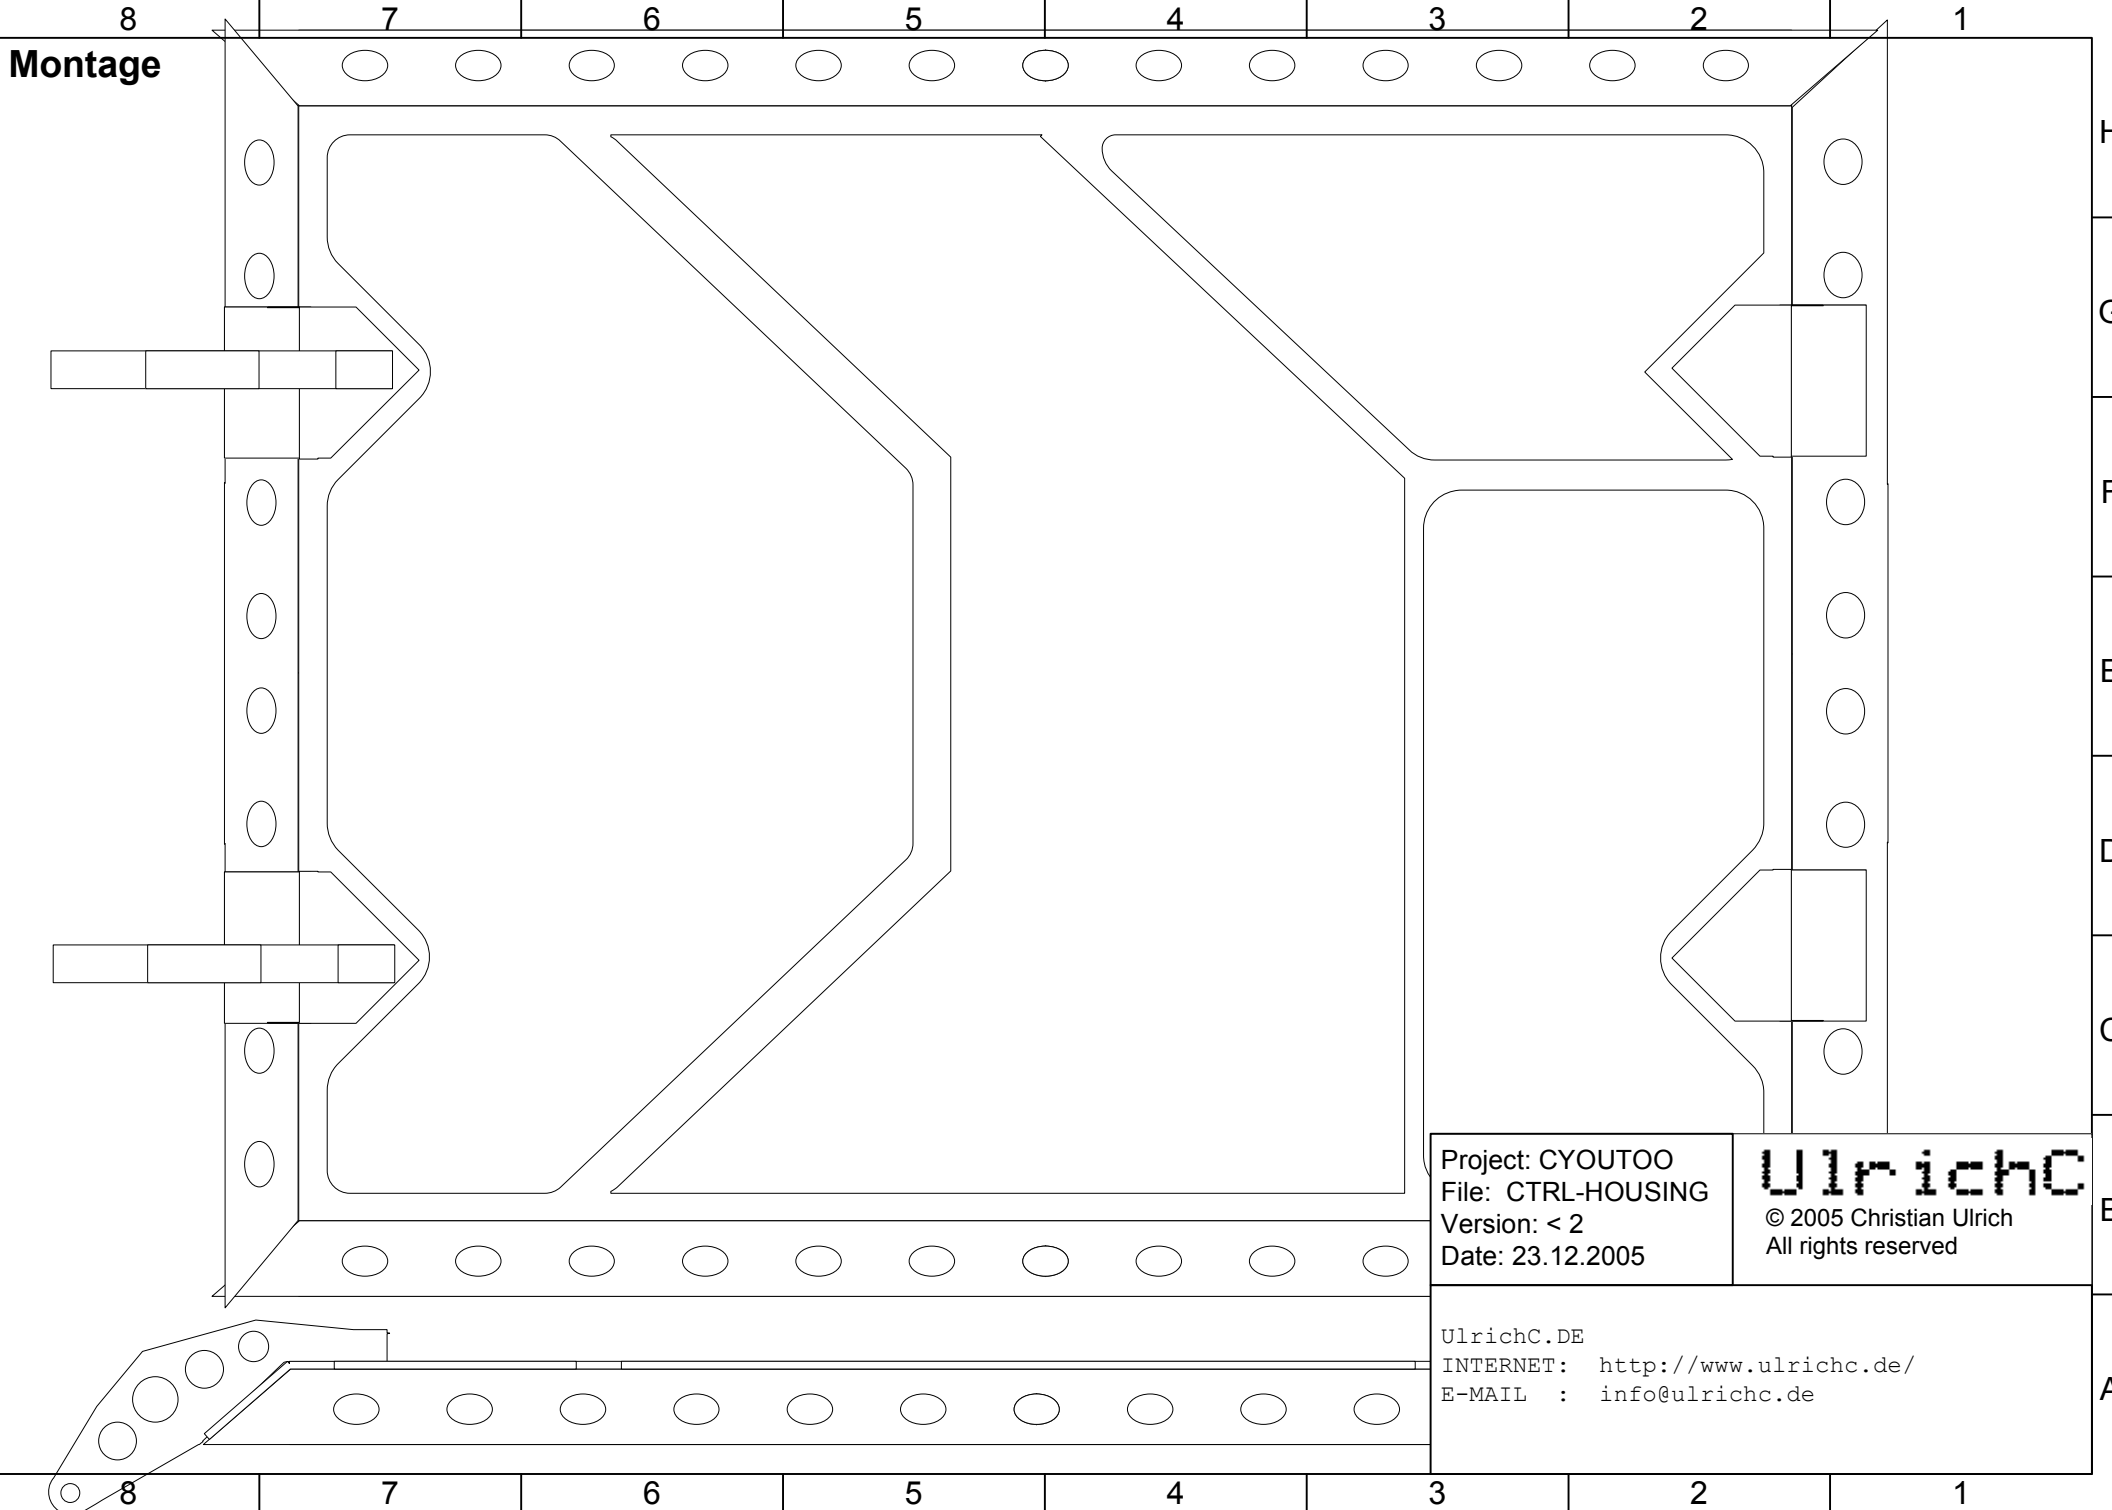 8 7 6 5 4 3 2 1
Montage
H
G
F
E
D
C
B
A
Project: CYOUTOO
File: CTRL-HOUSING
Version: < 2
Date: 23.12.2005
UlrichC
© 2005 Christian Ulrich
All rights reserved
UlrichC.DE
INTERNET: http://www.ulrichc.de/
E-MAIL : info@ulrichc.de
8 7 6 5 4 3 2 1